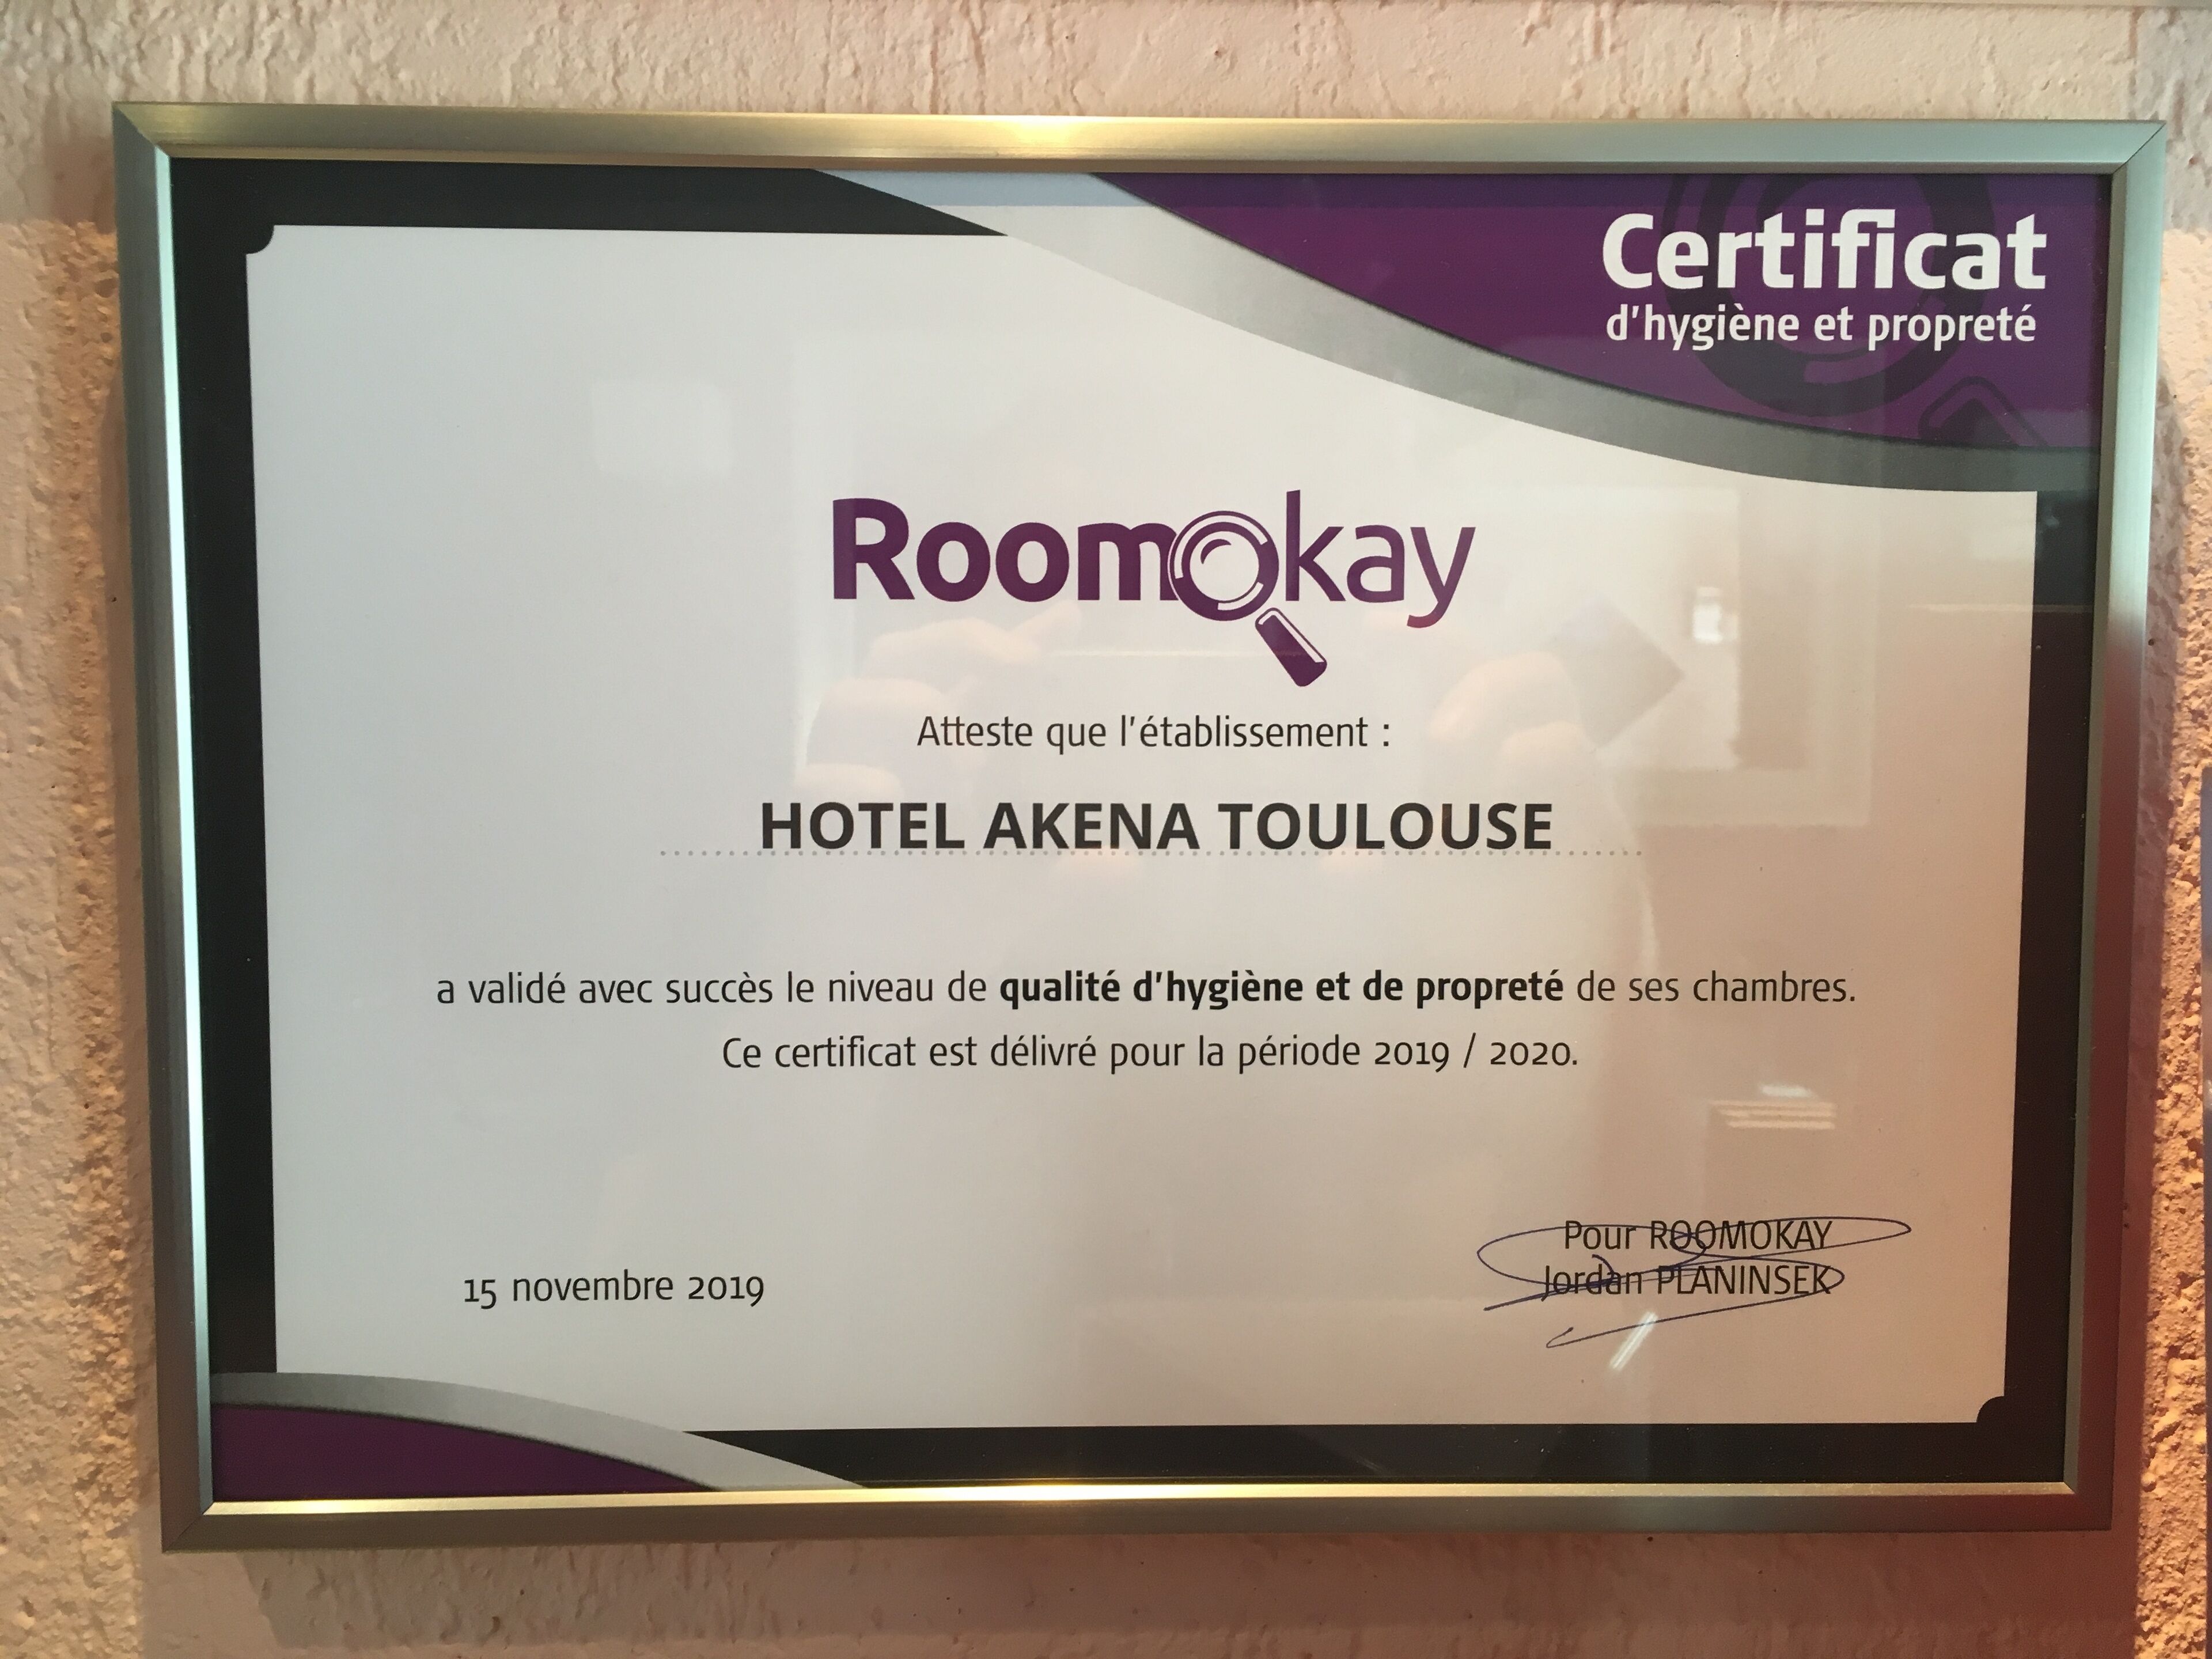 Certificat
d'hygiène et propreté
Roomokay
Atteste que l'établissement :
HOTEL AKENA TOULOUSE
a validé avec succès le niveau de qualité d'hygiène et de propreté de ses chambres.
Ce certificat est délivré pour la période 2019 / 2020.
15 novembre 2019
Pour ROOMOKAY
Jordan PLANINSEK